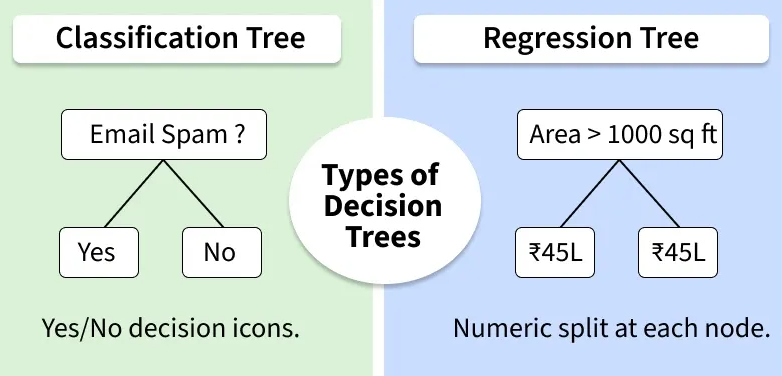 Classification Tree
Email Spam ?
Yes
No
Yes/No decision icons.
Types of
Decision
Trees
Regression Tree
Area > 1000 sq ft
₹45L
₹45L
Numeric split at each node.